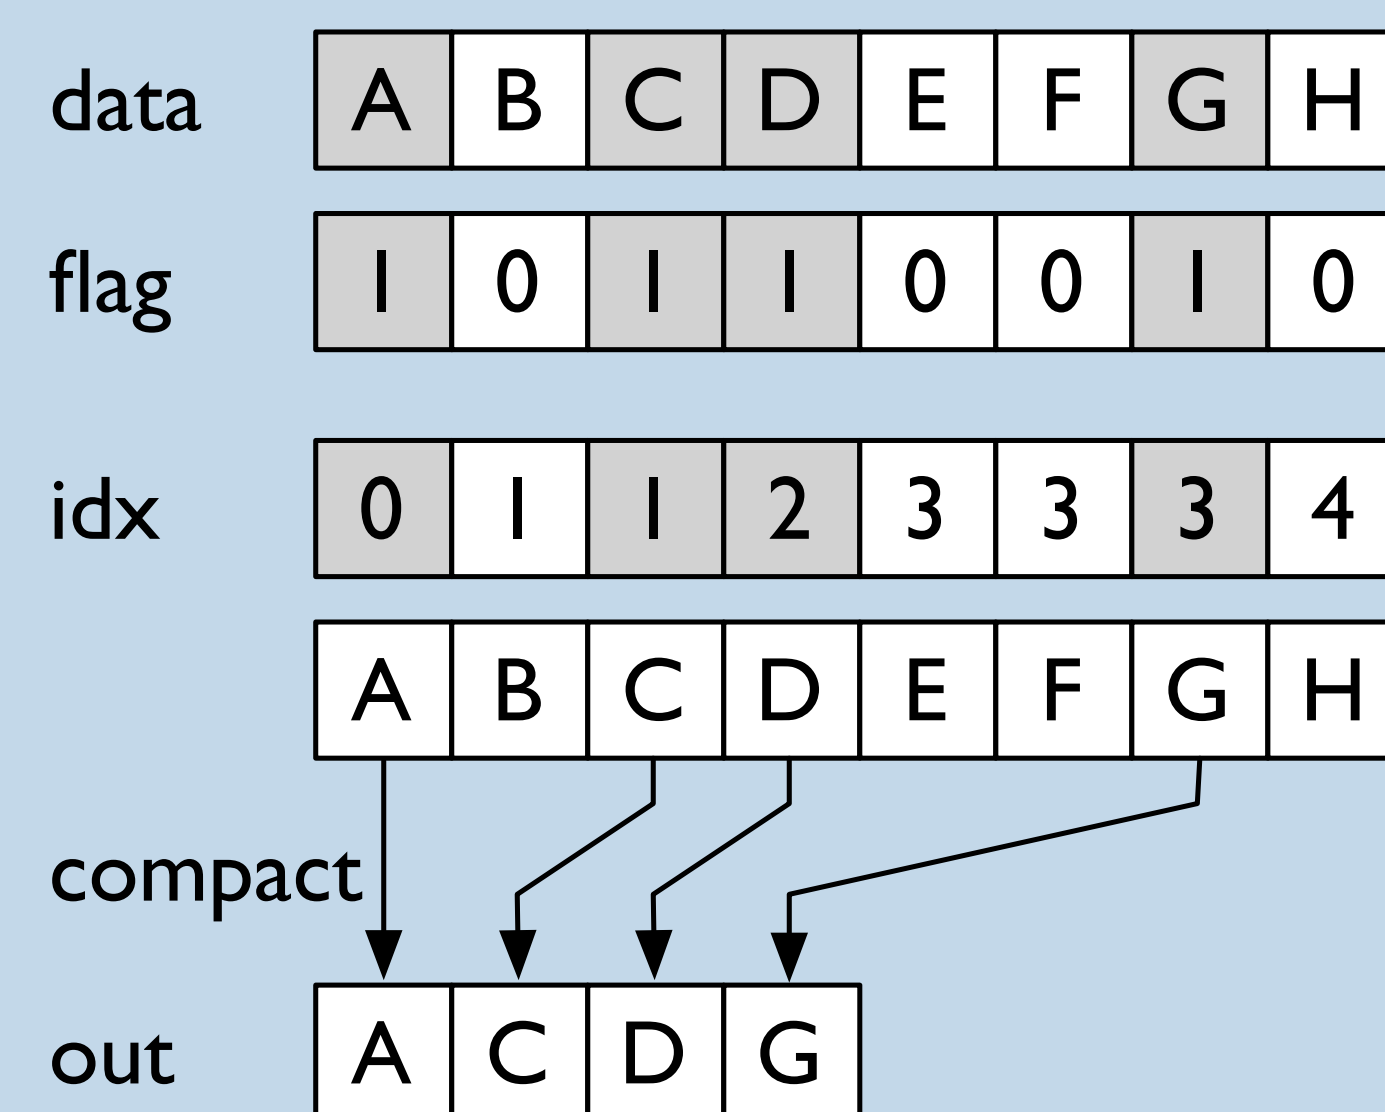 data A B C D E F G H
flag 1 0 1 1 0 0 1 0
idx 0 1 1 2 3 3 3 4
A B C D E F G H
compact
out A C D G